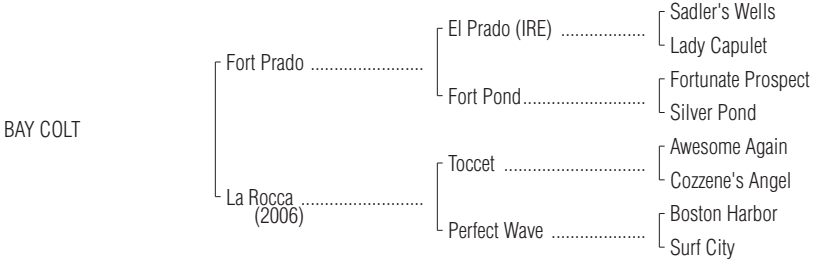 Sadler's Wells
El Prado (IRE) ...................
Lady Capulet
Fort Prado ........................
Fortunate Prospect
Fort Pond..........................
Silver Pond
BAY COLT
Awesome Again
Toccet ..............................
Cozzene's Angel
La Rocca ..........................
(2006)
Boston Harbor
Perfect Wave ....................
Surf City